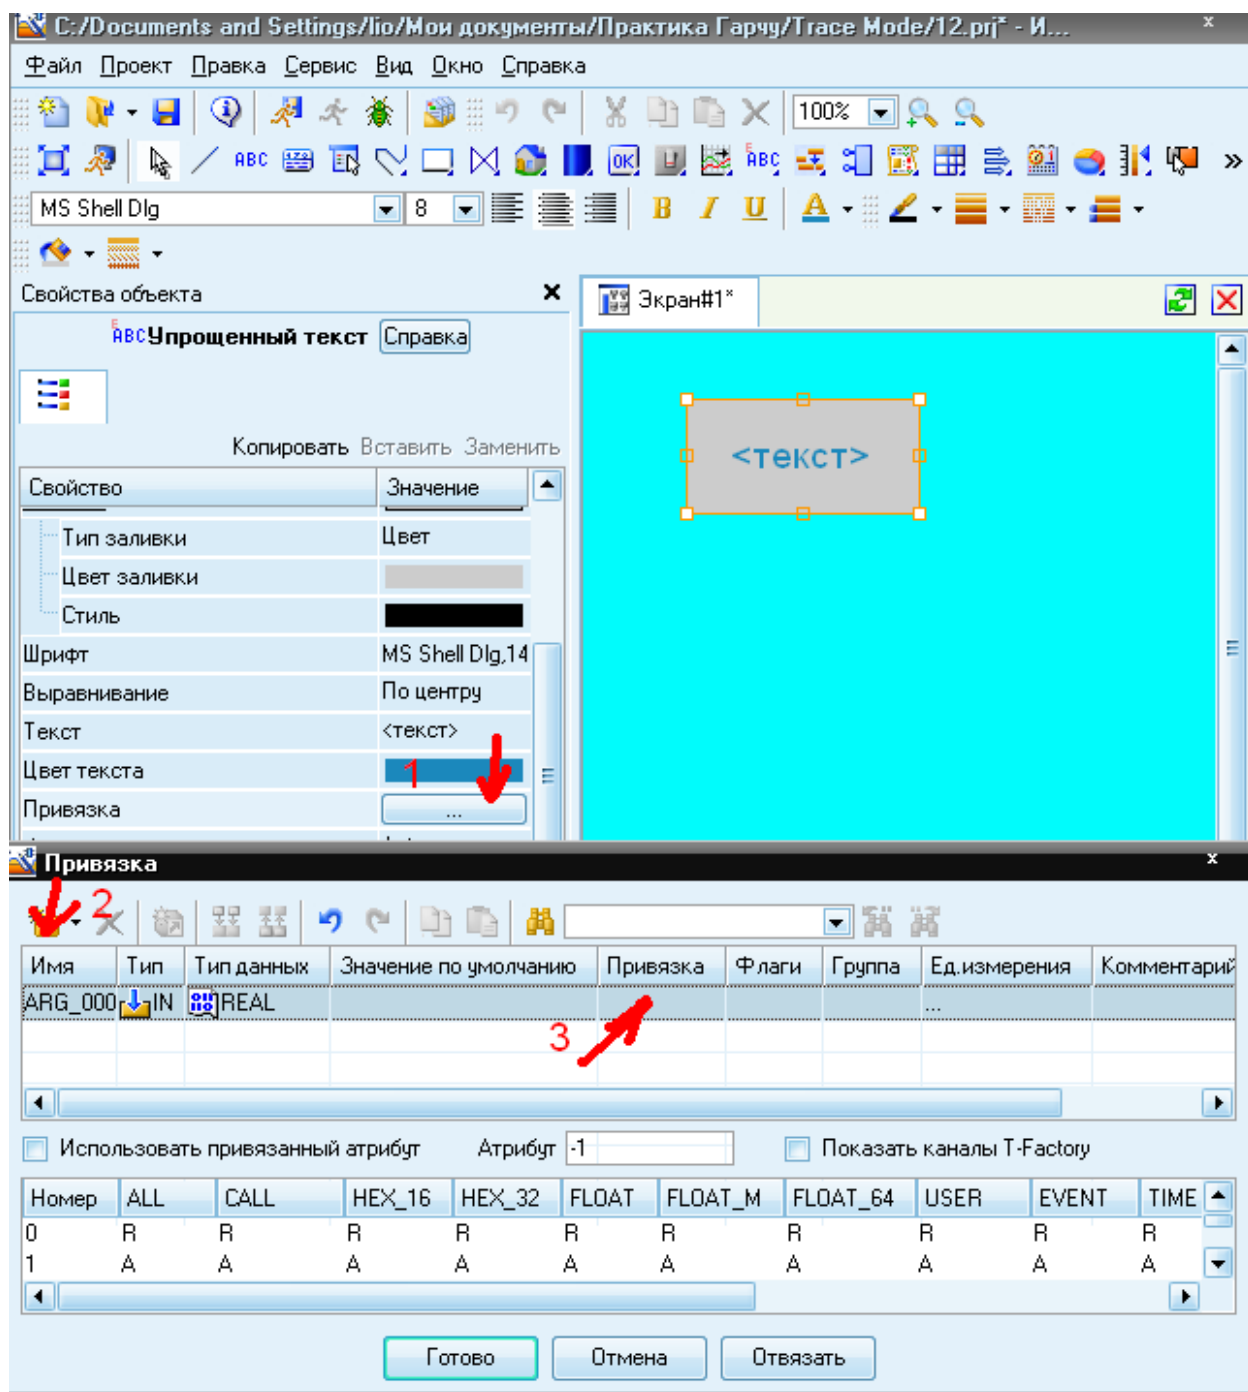 C:/Documents and Settings/lio/Мои документы/Практика Гарчу/Trace Mode/12.prj* - И... x
Файл Проект Правка Сервис Вид Окно Справка
100%
ABC OK ABC »
MS Shell Dlg 8 B I U A
Свойства объекта Экран#1*
ABC Упрощенный текст Справка
Копировать Вставить Заменить
<текст>
Свойство Значение
Тип заливки Цвет
Цвет заливки
Стиль
Шрифт MS Shell Dlg,14
Выравнивание По центру
Текст <текст>
Цвет текста 1
Привязка ...
Привязка x
2
Имя Тип Тип данных Значение по умолчанию Привязка Флаги Группа Ед.измерения Комментарий
ARG_000 IN REAL ...
3
Использовать привязанный атрибут Атрибут -1 Показать каналы T-Factory
Номер ALL CALL HEX_16 HEX_32 FLOAT FLOAT_M FLOAT_64 USER EVENT TIME
0 R R R R R R R R R R
1 A A A A A A A A A A
Готово Отмена Отвязать